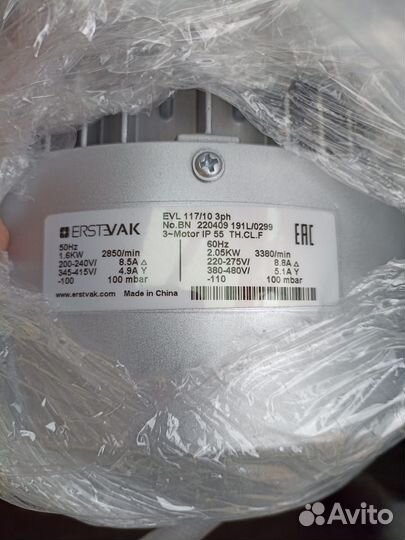 ERSTEVAK
EVL 117/10 3ph
No.BN 220409 191L/0299
3~Motor IP 55 TH.CL.F
EAC
50Hz
1.6KW 2850/min
200-240V/ 8.5A Δ
345-415V/ 4.9A Y
-100 100 mbar
60Hz
2.05KW 3380/min
220-275V/ 8.8A Δ
380-480V/ 5.1A Y
-110 100 mbar
www.erstvak.com Made in China
Avito